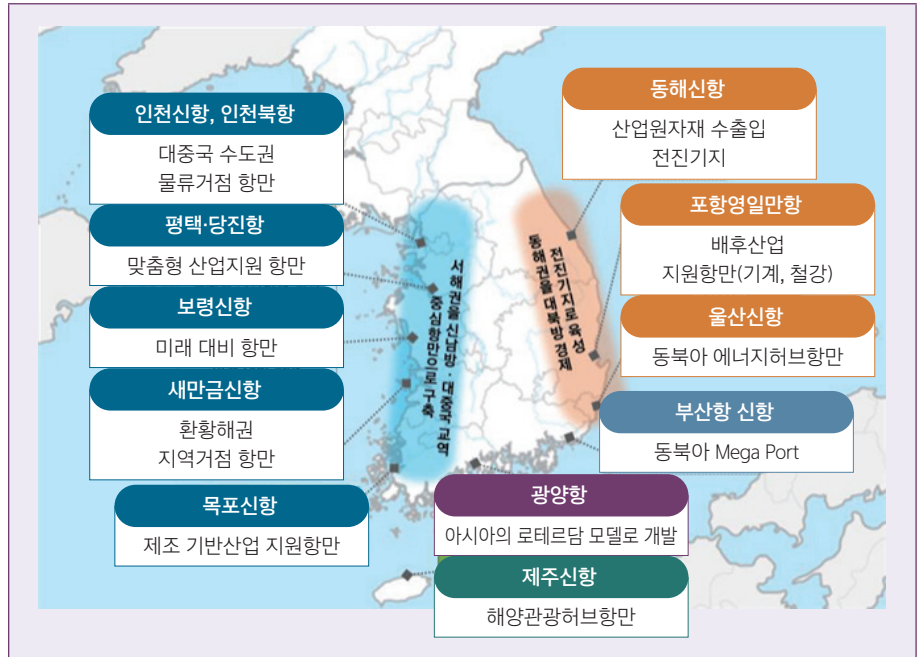 인천신항, 인천북항
대중국 수도권
물류거점 항만
평택·당진항
맞춤형 산업지원 항만
보령신항
미래 대비 항만
새만금신항
환황해권
지역거점 항만
목포신항
제조 기반산업 지원항만
서해권을 신남방·대중국 교역
중심항만으로 구축
전진기지로 육성
동해권을 대북방 경제
동해신항
산업원자재 수출입
전진기지
포항영일만항
배후산업
지원항만(기계, 철강)
울산신항
동북아 에너지허브항만
부산항 신항
동북아 Mega Port
광양항
아시아의 로테르담 모델로 개발
제주신항
해양관광허브항만